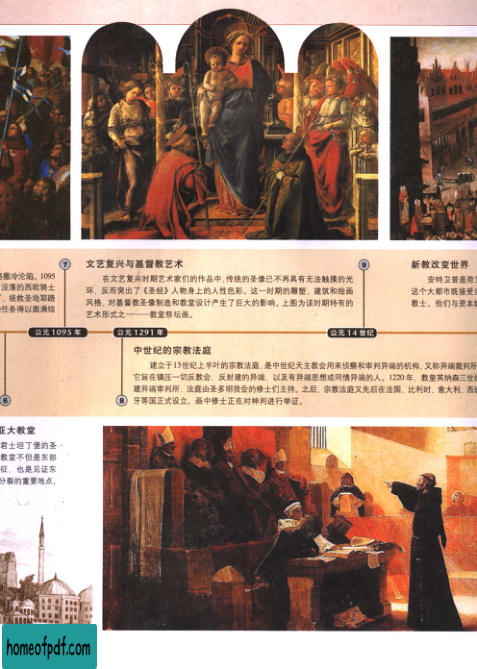 格撒冷沦陷。1095
没落的西欧骑士
,拯救圣地耶路
任务得以圆满结
7
文艺复兴与基督教艺术
在文艺复兴时期艺术家们的作品中,传统的圣像已不再具有无法触摸的光
环,反而突出了《圣经》人物身上的人性色彩。这一时期的雕塑、建筑和绘画
风格,对基督教圣像制造和教堂设计产生了巨大的影响。上图为该时期特有的
艺术形式之一——教堂祭坛画。
9
新教改变世界
安特卫普是荷兰
这个大都市既接受
教士,他们与资本
公元1095年
公元1291年
公元14世纪
6
8
中世纪的宗教法庭
建立于13世纪上半叶的宗教法庭,是中世纪天主教会用来侦察和审判异端的机构,又称异端裁判所
它旨在镇压一切反教会、反封建的异端,以及有异端思想或同情异端的人。1220年,教皇英纳森三世
建异端审判所,法庭由圣多明我会的修士们主持。之后,宗教法庭又先后在法国、比利时、意大利、西班
牙等国正式设立。画中修士正在对神判进行举证。
亚大教堂
君士坦丁堡的圣
教堂不但是东部
征,也是见证东
分裂的重要地点。
homeofpdf.com